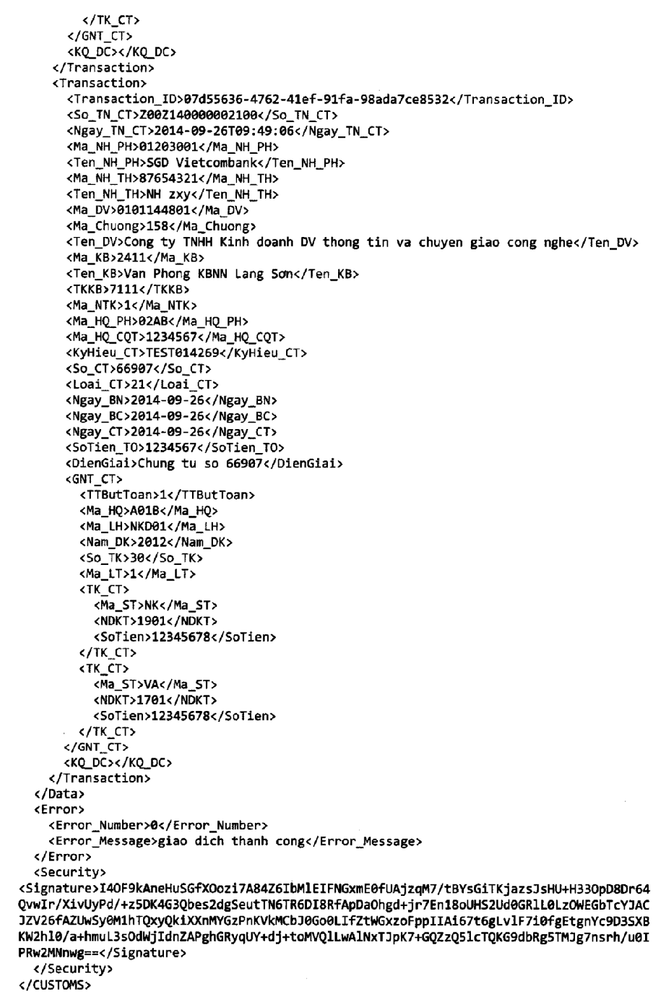 </TK_CT>
</GNT_CT>
<KQ_DC></KQ_DC>
</Transaction>
<Transaction>
<Transaction_ID>07d55636-4762-41ef-91fa-98ada7ce8532</Transaction_ID>
<So_TN_CT>Z00Z140000002100</So_TN_CT>
<Ngay_TN_CT>2014-09-26T09:49:06</Ngay_TN_CT>
<Ma_NH_PH>01203001</Ma_NH_PH>
<Ten_NH_PH>SGD Vietcombank</Ten_NH_PH>
<Ma_NH_TH>87654321</Ma_NH_TH>
<Ten_NH_TH>NH zxy</Ten_NH_TH>
<Ma_DV>0101144801</Ma_DV>
<Ma_Chuong>158</Ma_Chuong>
<Ten_DV>Cong ty TNHH Kinh doanh DV thong tin va chuyen giao cong nghe</Ten_DV>
<Ma_KB>2411</Ma_KB>
<Ten_KB>Van Phong KBNN Lang Sơn</Ten_KB>
<TKKB>7111</TKKB>
<Ma_NTK>1</Ma_NTK>
<Ma_HQ_PH>02AB</Ma_HQ_PH>
<Ma_HQ_CQT>1234567</Ma_HQ_CQT>
<KyHieu_CT>TEST014269</KyHieu_CT>
<So_CT>66907</So_CT>
<Loai_CT>21</Loai_CT>
<Ngay_BN>2014-09-26</Ngay_BN>
<Ngay_BC>2014-09-26</Ngay_BC>
<Ngay_CT>2014-09-26</Ngay_CT>
<SoTien_TO>1234567</SoTien_TO>
<DienGiai>Chung tu so 66907</DienGiai>
<GNT_CT>
<TTButToan>1</TTButToan>
<Ma_HQ>A01B</Ma_HQ>
<Ma_LH>NKD01</Ma_LH>
<Nam_DK>2012</Nam_DK>
<So_TK>30</So_TK>
<Ma_LT>1</Ma_LT>
<TK_CT>
<Ma_ST>NK</Ma_ST>
<NDKT>1901</NDKT>
<SoTien>12345678</SoTien>
</TK_CT>
<TK_CT>
<Ma_ST>VA</Ma_ST>
<NDKT>1701</NDKT>
<SoTien>12345678</SoTien>
</TK_CT>
</GNT_CT>
<KQ_DC></KQ_DC>
</Transaction>
</Data>
<Error>
<Error_Number>0</Error_Number>
<Error_Message>giao dich thanh cong</Error_Message>
</Error>
<Security>
<Signature>I4OF9kAneHuSGfXOozi7A84Z6IbMlEIFNGxmE0fUAjzqM7/tBYsGiTKjazsJsHU+H33OpD8Dr64
QvwIr/XivUyPd/+z5DK4G3Qbes2dgSeutTN6TR6DI8RfApDaOhgd+jr7En18oUHS2Ud0GRlL0LzOWEGbTcYJAC
JZV26fAZUwSy0M1hTQxyQkiXXnMYGzPnKVkMCbJ0Go0LIfZtWGxzoFppIIAi67t6gLvlF7i0fgEtgnYc9D3SXB
KW2hl0/a+hmuL3sOdWjIdnZAPghGRyqUY+dj+toMVQlLwAlNxTJpK7+GQZzQ5lcTQKG9dbRg5TMJg7nsrh/u0I
PRw2MNnwg==</Signature>
</Security>
</CUSTOMS>